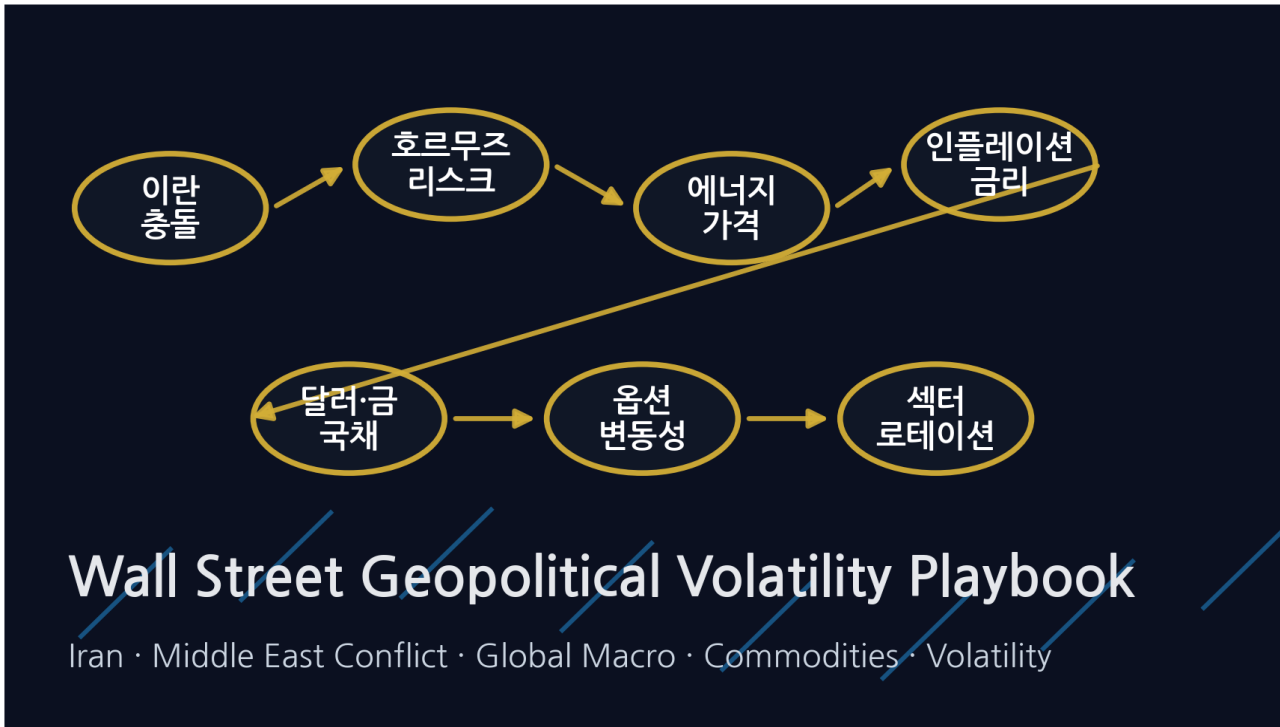 이란
충돌
호르무즈
리스크
에너지
가격
인플레이션
금리
달러·금
국채
옵션
변동성
섹터
로테이션
Wall Street Geopolitical Volatility Playbook
Iran · Middle East Conflict · Global Macro · Commodities · Volatility